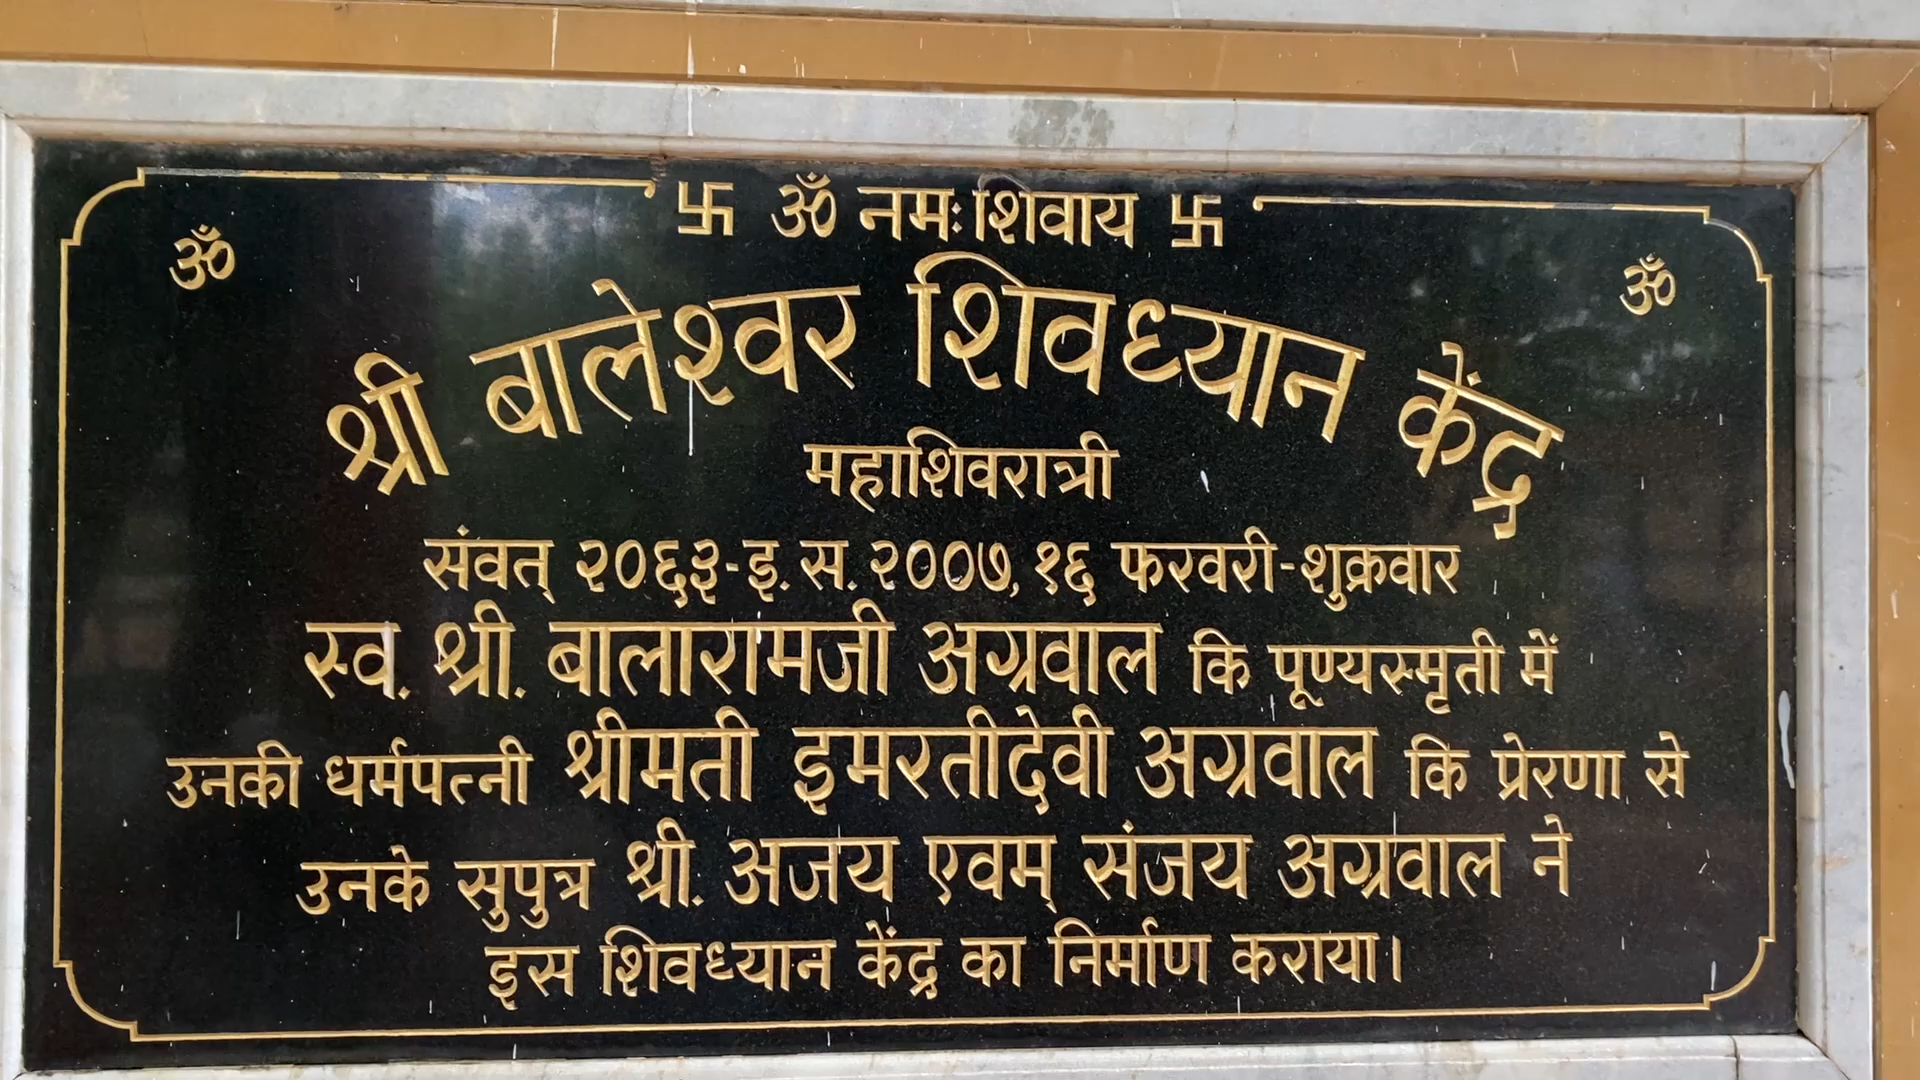 卐 ॐ नमः शिवाय 卐
ॐ ॐ
श्री बालेश्वर शिवध्यान केंद्र
महाशिवरात्री
संवत् २०६३-इ. स. २००७, १६ फरवरी-शुक्रवार
स्व. श्री. बालारामजी अग्रवाल कि पूण्यस्मृती में
उनकी धर्मपत्नी श्रीमती इमरतीदेवी अग्रवाल कि प्रेरणा से
उनके सुपुत्र श्री. अजय एवम् संजय अग्रवाल ने
इस शिवध्यान केंद्र का निर्माण कराया।